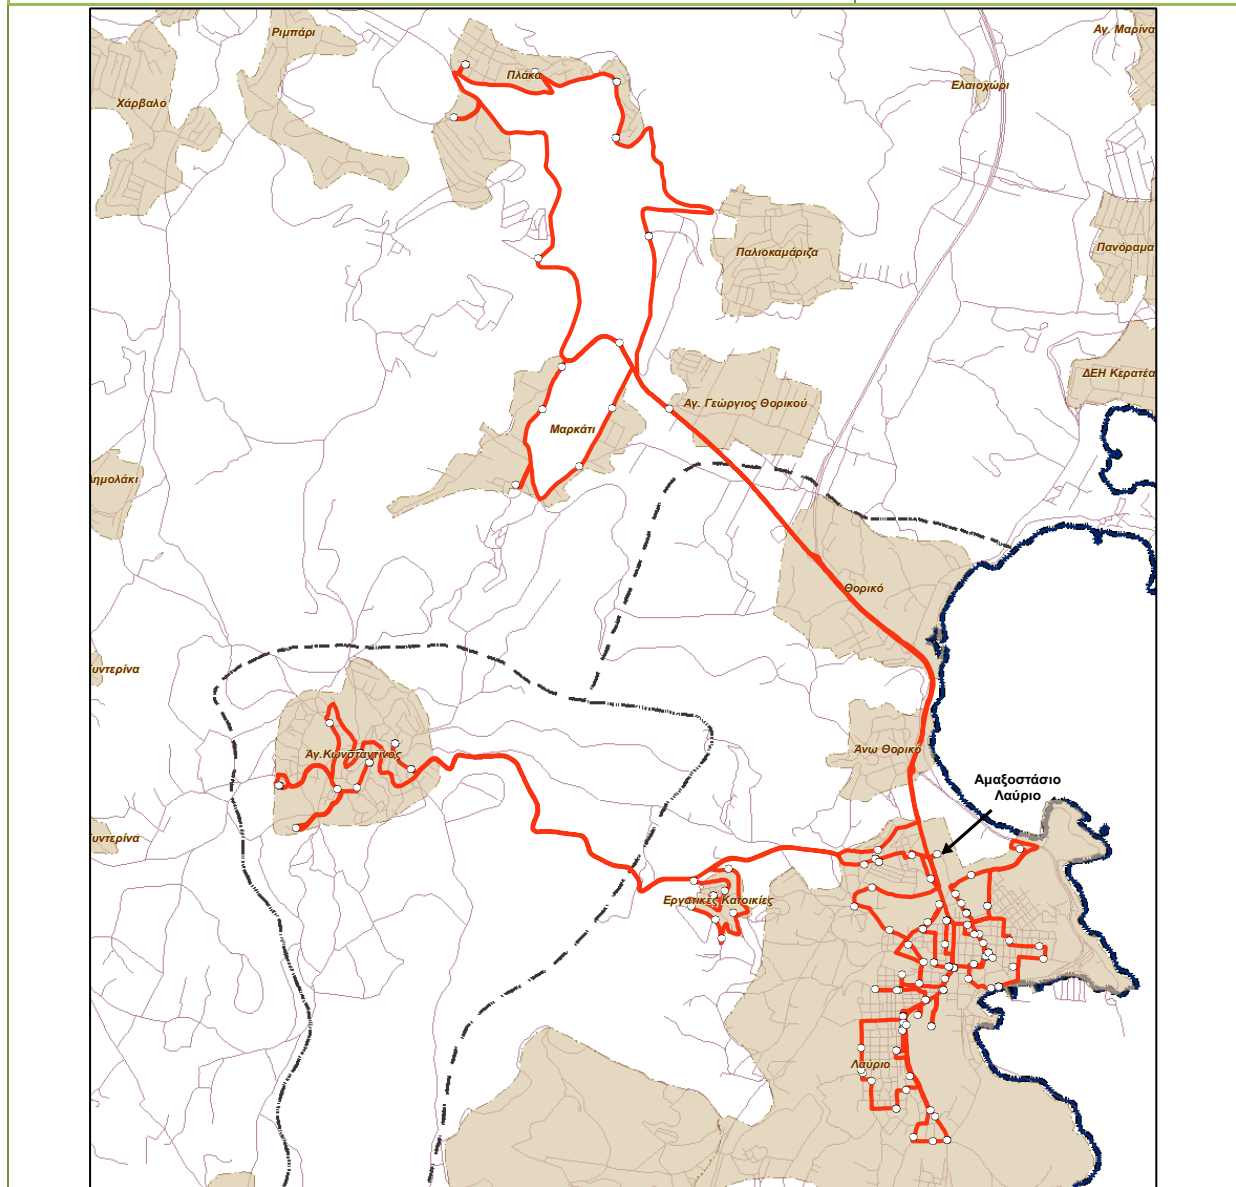 Ριμπάρι
Αγ. Μαρίνα
Πλάκα
Ελαιοχώρι
Χάρβαλο
Πανόραμα
Παλιοκαμάριζα
ΔΕΗ Κερατέα
Αγ. Γεώργιος Θορικού
Μαρκάτι
ημολάκι
Θορικό
υντερίνα
Άνω Θορικό
Άγ.Κωνσταντίνος
Αμαξοστάσιο
Λαύριο
υντερίνα
Εργατικές Κατοικίες
Λαύριο